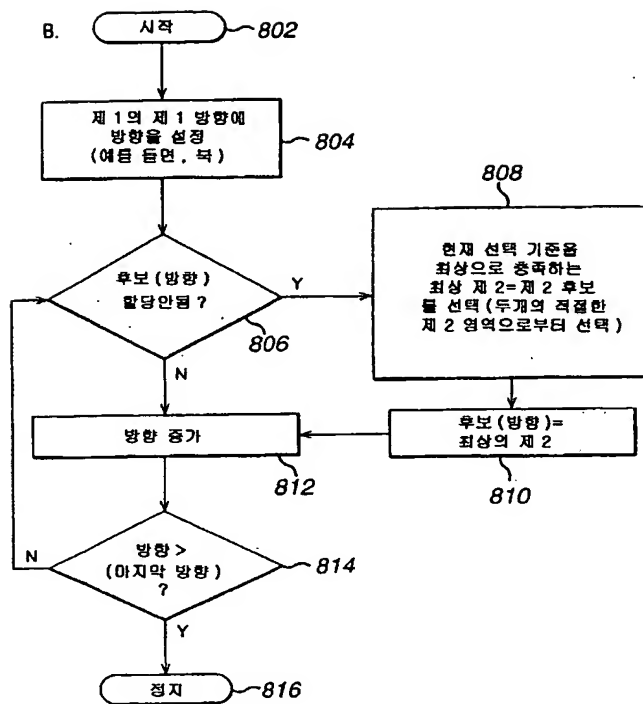 B.
시작
802
제 1의 제 1 방향에
방향을 설정
(예를 들면, 북)
804
808
현재 선택 기준을
최상으로 충족하는
최상 제 2=제 2 후보
를 선택(두개의 적절한
제 2 영역으로부터 선택)
후보(방향)
할당안됨?
Y
806
N
방향 증가
812
후보(방향)=
최상의 제 2
810
방향>
(마지막 방향)
?
N
814
Y
정지
816